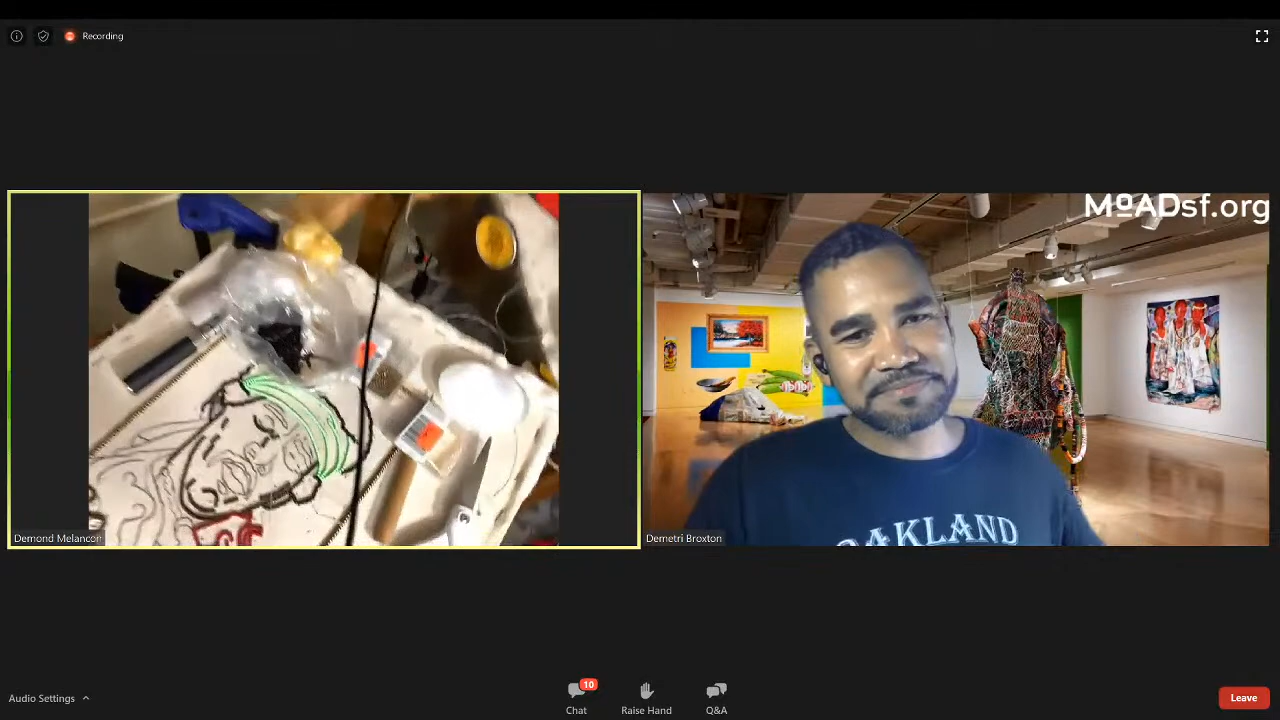 Recording
MoADsf.org
Demond Melancon
OAKLAND
Demetri Broxton
Audio Settings
10
Chat
Raise Hand
Q&A
Leave